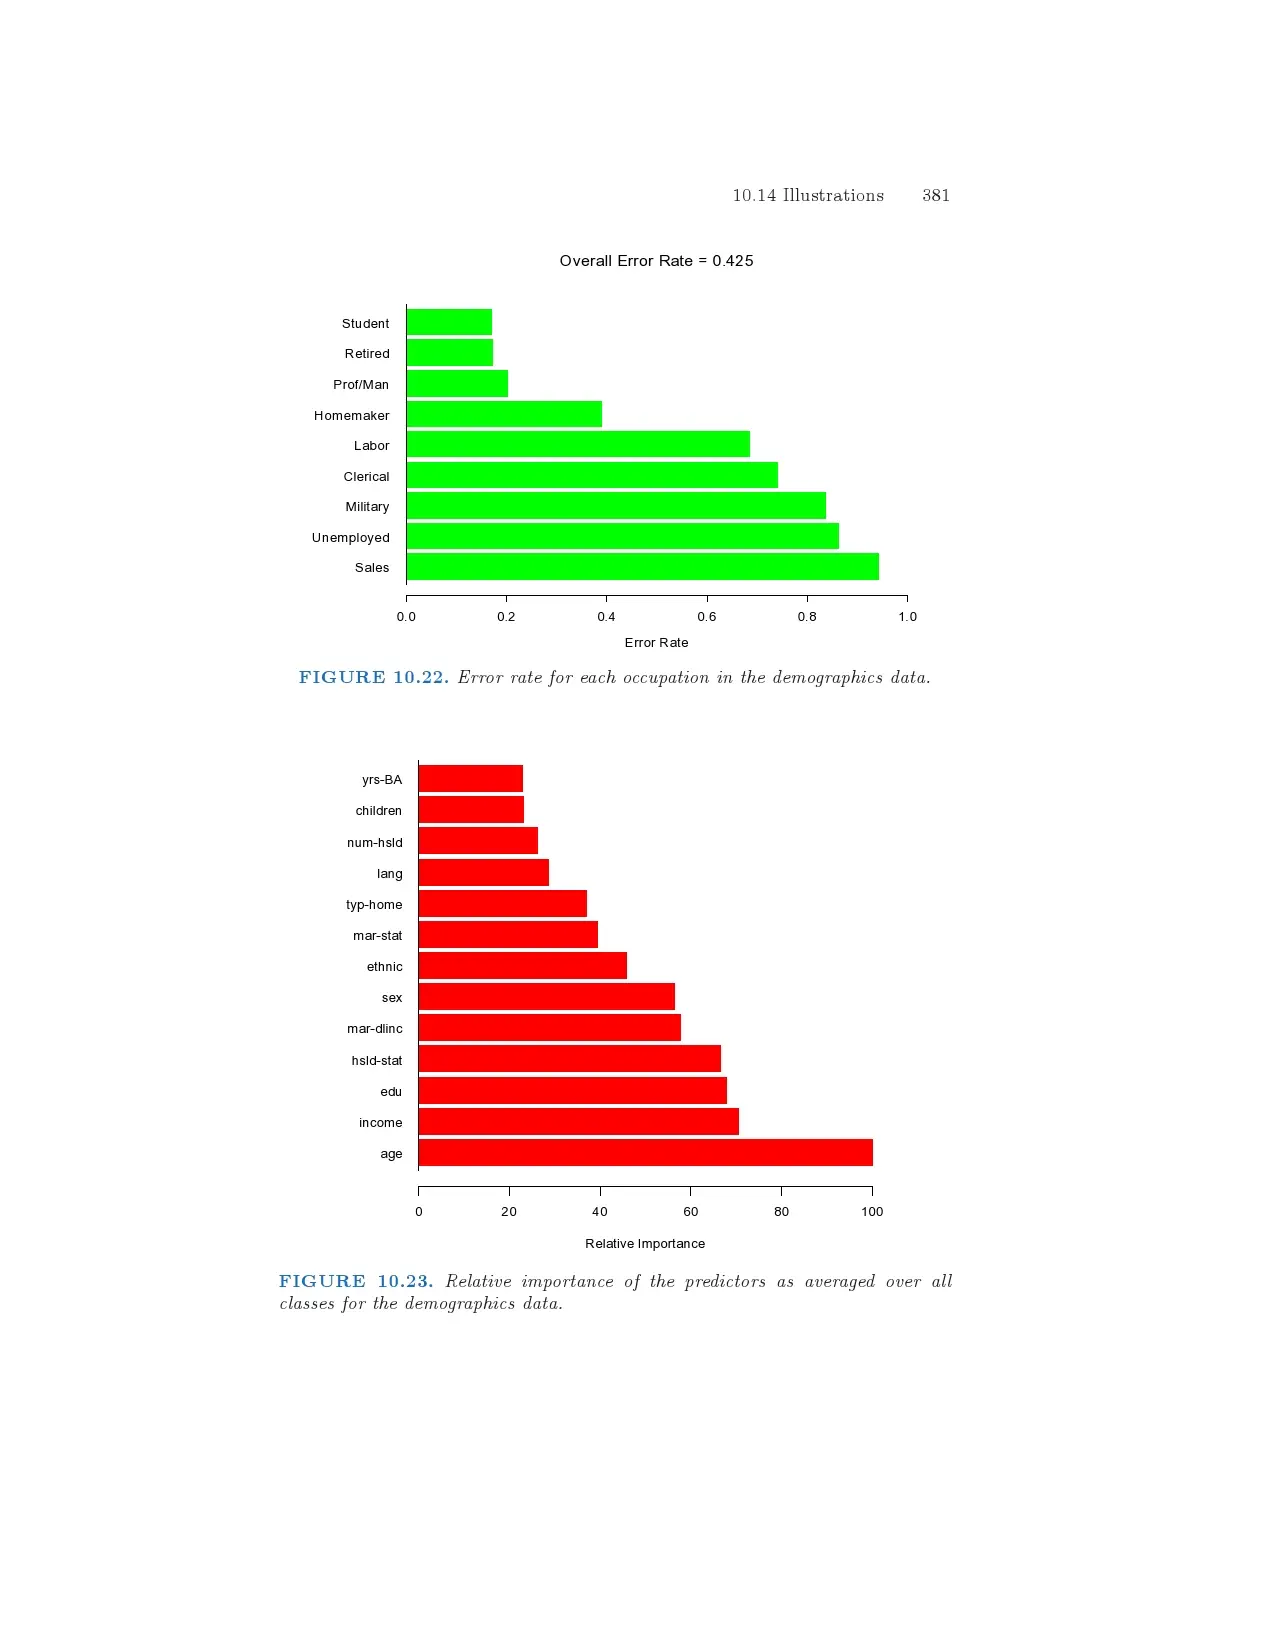 10.14 Illustrations 381
Overall Error Rate = 0.425
Student
Retired
Prof/Man
Homemaker
Labor
Clerical
Military
Unemployed
Sales
0.0 0.2 0.4 0.6 0.8 1.0
Error Rate
FIGURE 10.22. Error rate for each occupation in the demographics data.
yrs-BA
children
num-hsld
lang
typ-home
mar-stat
ethnic
sex
mar-dlinc
hsld-stat
edu
income
age
0 20 40 60 80 100
Relative Importance
FIGURE 10.23. Relative importance of the predictors as averaged over all
classes for the demographics data.